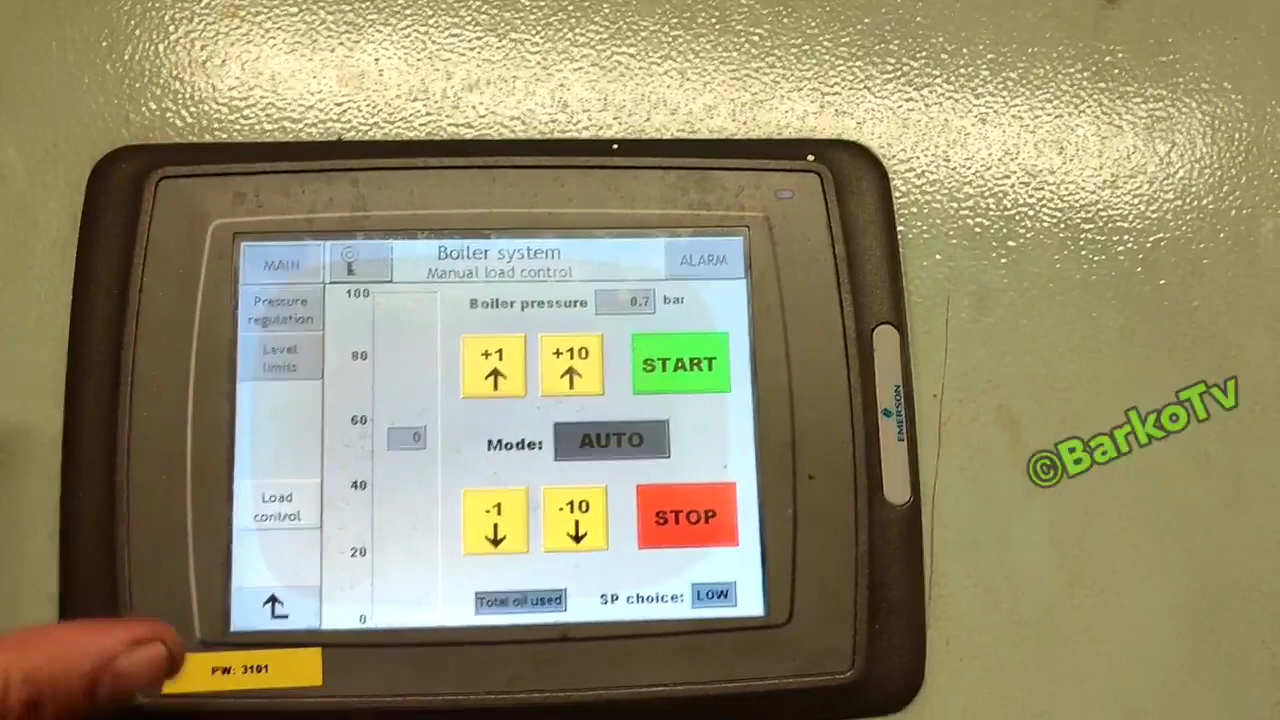 MAIN
Boiler system
Manual load control
ALARM
Pressure
regulation
Level
limits
Load
control
100
80
60
40
20
0
0
Boiler pressure 0.7 bar
+1
+10
START
Mode: AUTO
-1
-10
STOP
Total oil used
SP choice: LOW
EMERSON
PW: 3101
©BarkoTv